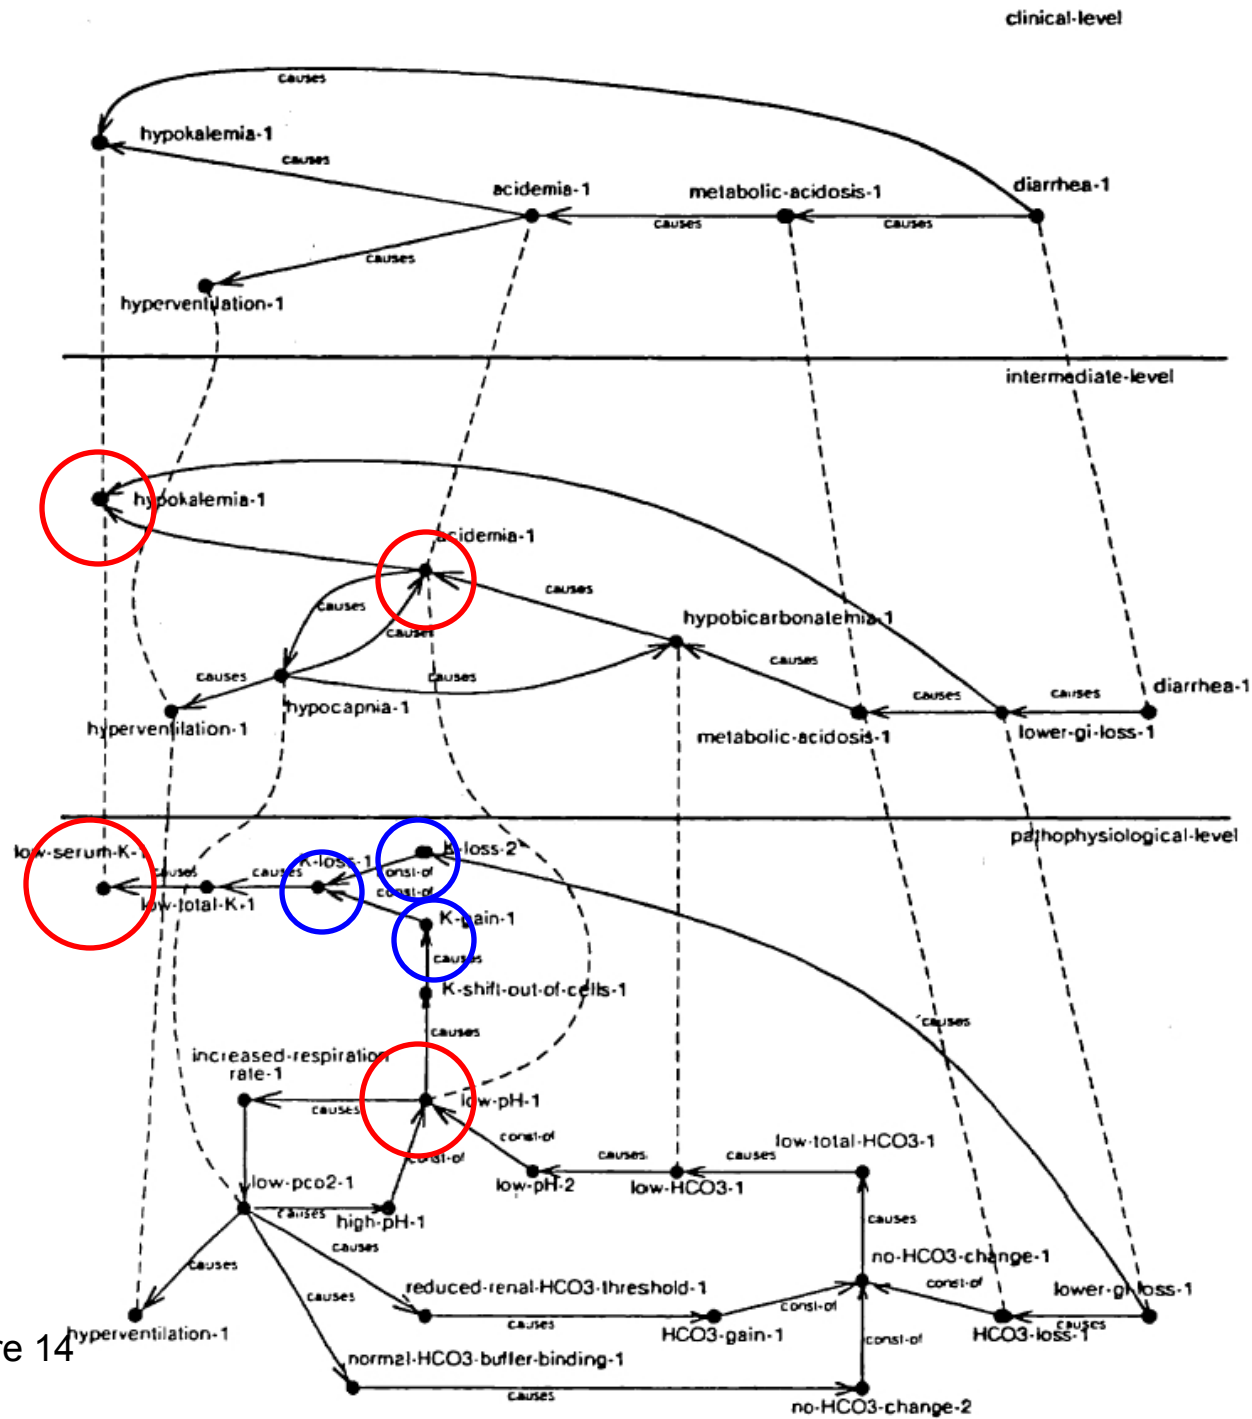 clinical-level
causes
hypokalemia-1
causes
acidemia-1
metabolic-acidosis-1
diarrhea-1
causes
causes
causes
hyperventilation-1
intermediate-level
hypokalemia-1
acidemia-1
causes
causes
causes
hypobicarbonatemia-1
causes
causes
causes
causes
causes
diarrhea-1
hypocapnia-1
hyperventilation-1
metabolic-acidosis-1
lower-gi-loss-1
pathophysiological-level
low-serum-K-1
K-loss-1
K-loss-2
causes
causes
const-of
const-of
low-total-K-1
K-gain-1
causes
K-shift-out-of-cells-1
causes
causes
increased-respiration
rate-1
causes
low-pH-1
const-of
low-total-HCO3-1
const-of
causes
causes
low-pco2-1
low-pH-2
low-HCO3-1
causes
high-pH-1
causes
causes
no-HCO3-change-1
causes
causes
reduced-renal-HCO3-threshold-1
const-of
lower-gi-loss-1
const-of
hyperventilation-1
causes
HCO3-gain-1
HCO3-loss-1
causes
re 14
const-of
normal-HCO3-buffer-binding-1
causes
no-HCO3-change-2